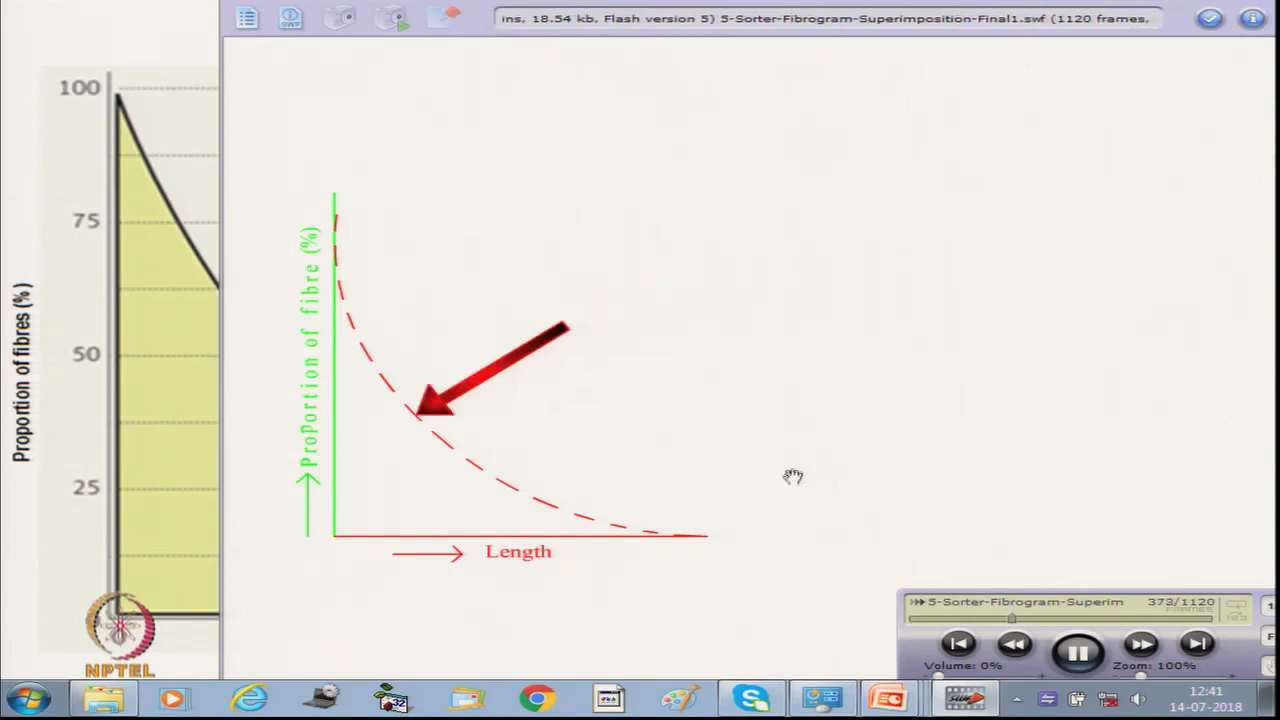 ins, 18.54 kb, Flash version 5) 5-Sorter-Fibrogram-Superimposition-Final1.swf (1120 frames,
100
75
50
25
Proportion of fibres (%)
Proportion of fibre (%)
Length
5-Sorter-Fibrogram-Superim
373/1120
FRAMES
Volume: 0%
Zoom: 100%
NPTEL
12:41
14-07-2018